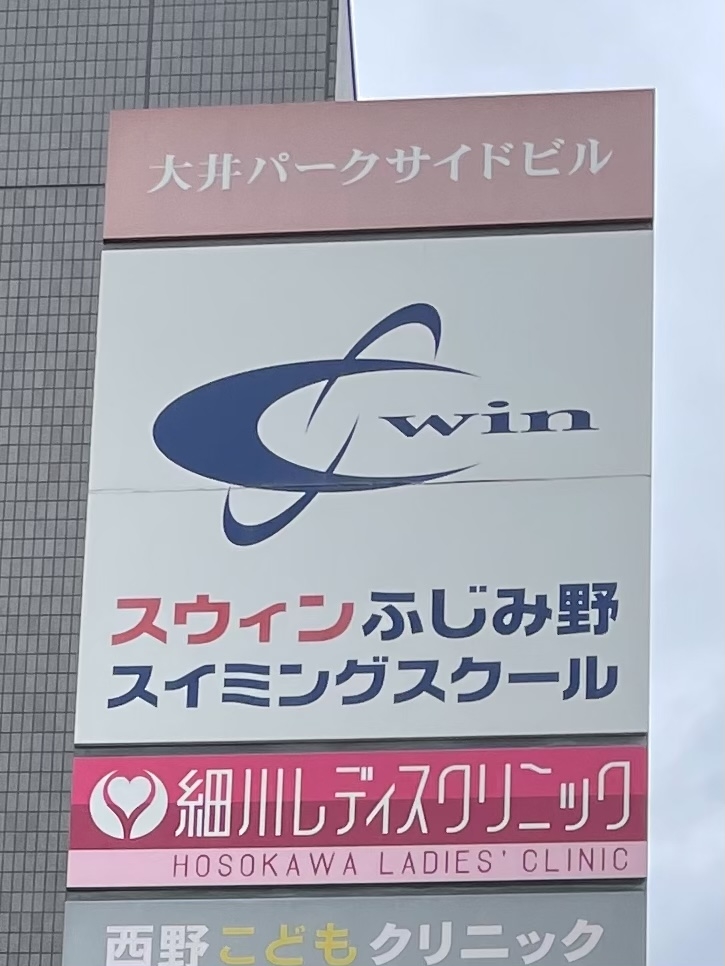 大井パークサイドビル
win
スウィンふじみ野
スイミングスクール
細川レディスクリニック
HOSOKAWA LADIES' CLINIC
西野こどもクリニック